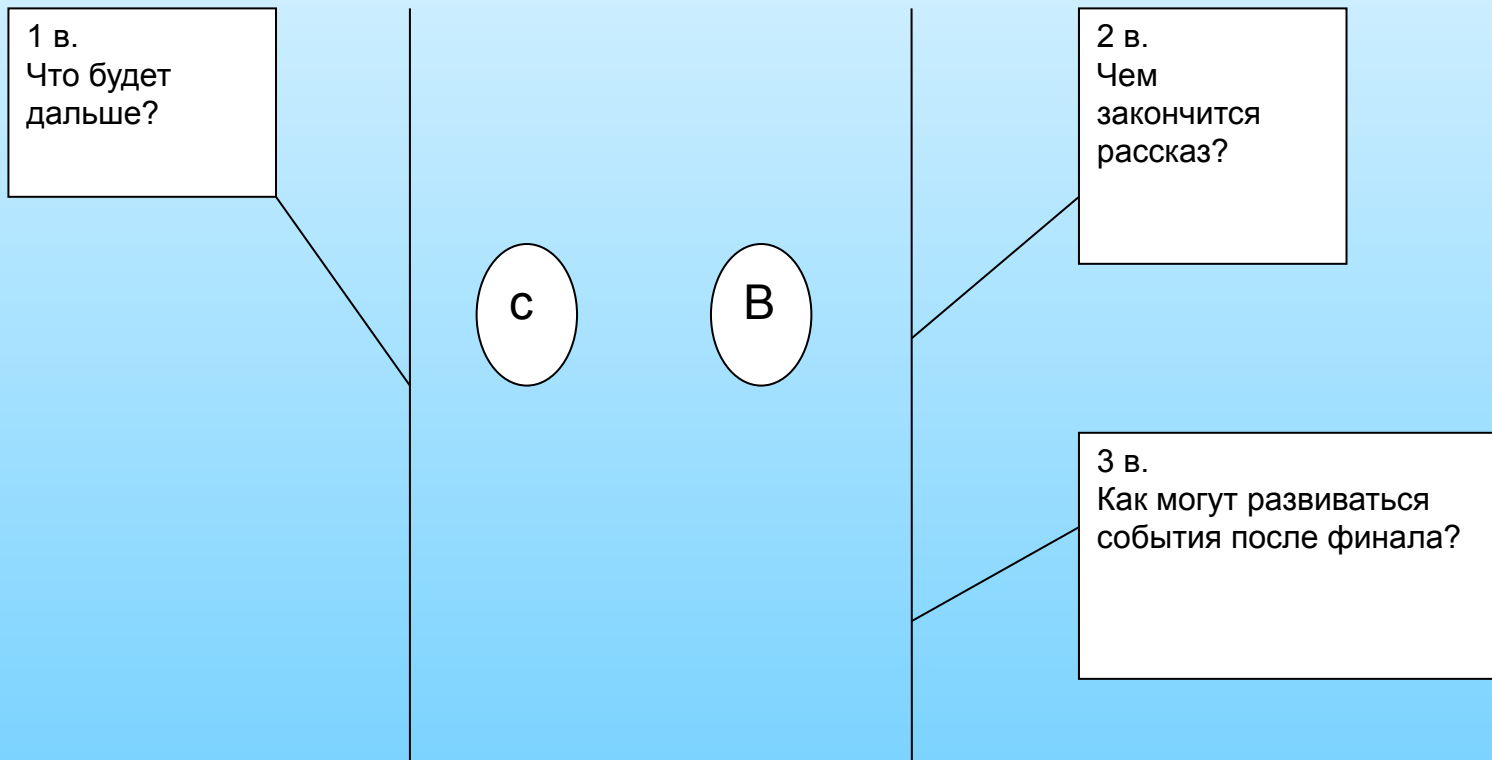 1 в.
Что будет
дальше?
2 в.
Чем
закончится
рассказ?
с
В
3 в.
Как могут развиваться
события после финала?